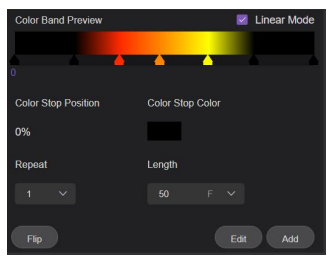 Color Band Preview
Linear Mode
0
Color Stop Position Color Stop Color
0%
Repeat Length
1 50 F
Flip Edit Add